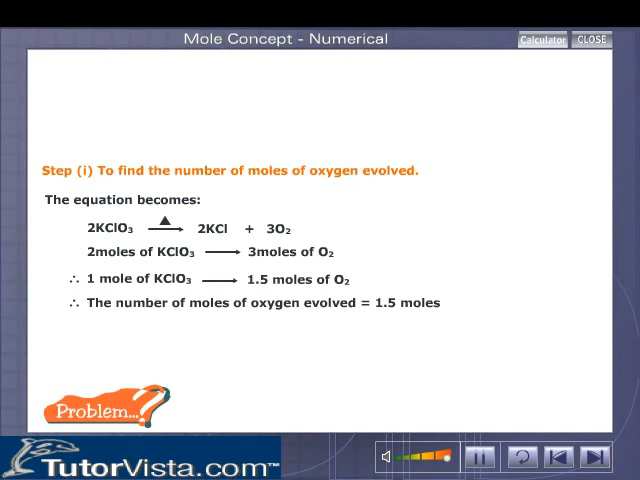 Mole Concept - Numerical
Calculator
CLOSE
Step (i) To find the number of moles of oxygen evolved.
The equation becomes:
2KClO₃ ▲⟶ 2KCl + 3O₂
2moles of KClO₃ ⟶ 3moles of O₂
∴ 1 mole of KClO₃ ⟶ 1.5 moles of O₂
∴ The number of moles of oxygen evolved = 1.5 moles
Problem...?
TutorVista.com™